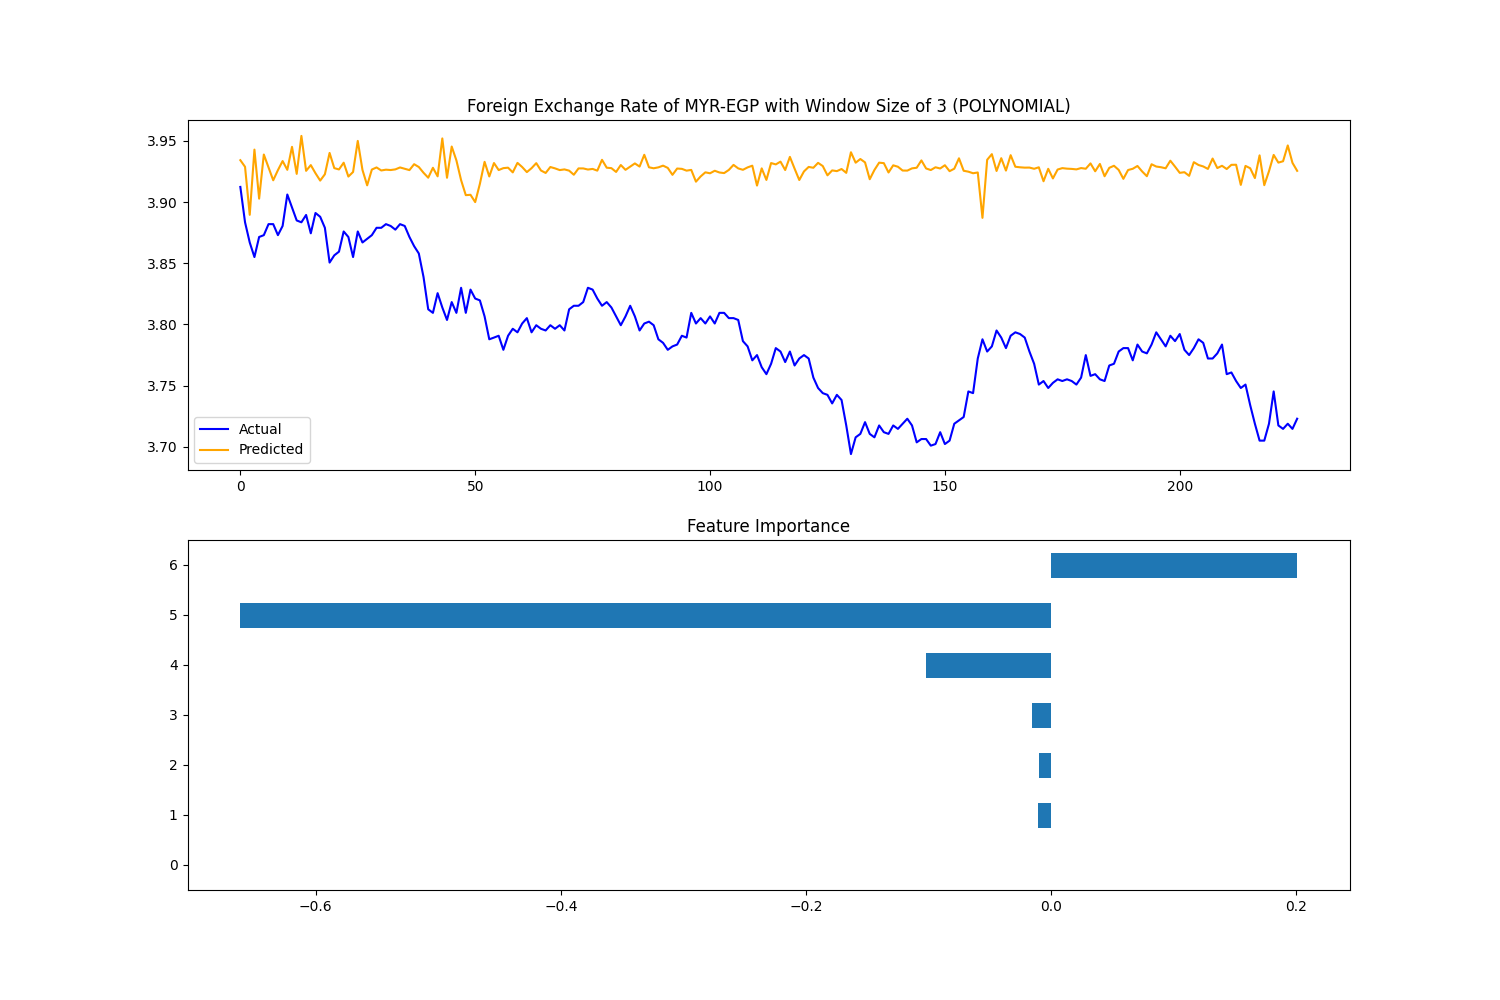 Foreign Exchange Rate of MYR-EGP with Window Size of 3 (POLYNOMIAL)
3.95
3.90
3.85
3.80
3.75
3.70
Actual
Predicted
0 50 100 150 200
Feature Importance
6
5
4
3
2
1
0
−0.6 −0.4 −0.2 0.0 0.2